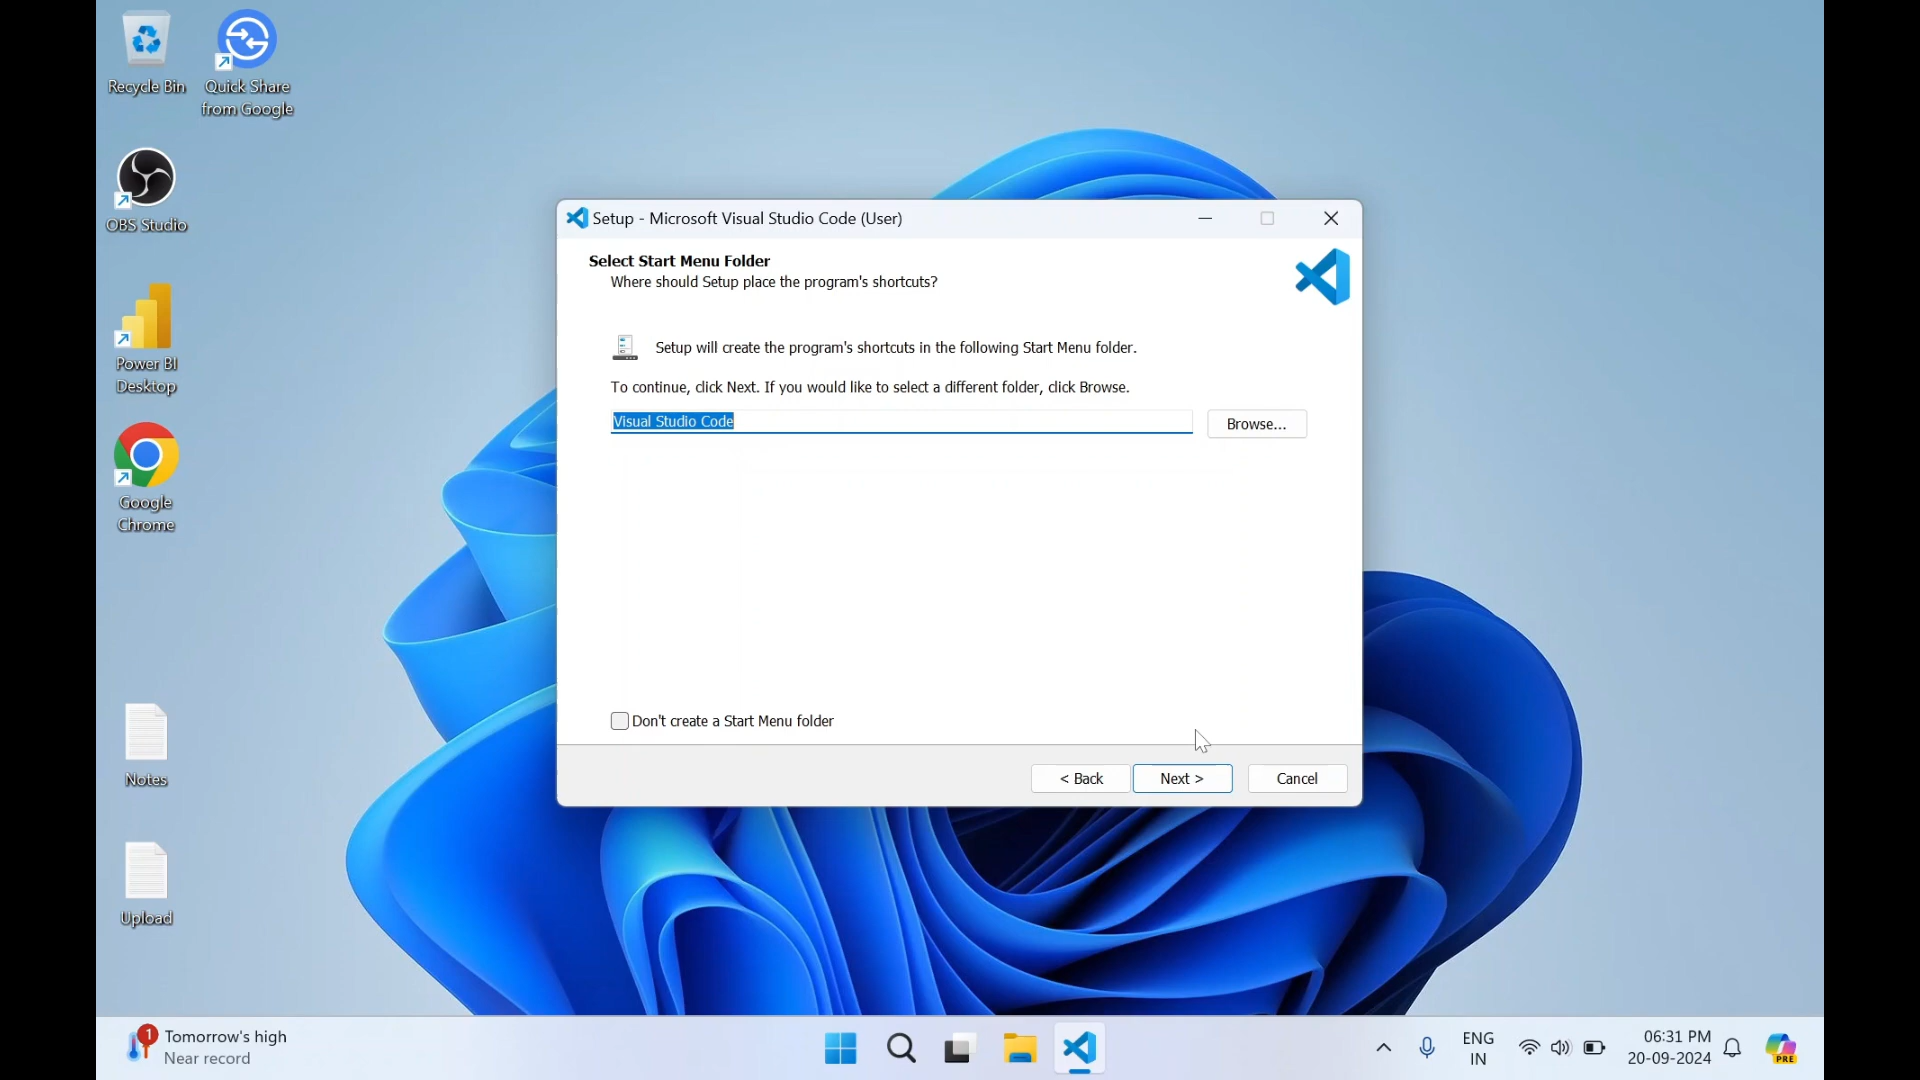 Recycle Bin
Quick Share
from Google
OBS Studio
Power BI
Desktop
Google
Chrome
Notes
Upload
Setup - Microsoft Visual Studio Code (User)
Select Start Menu Folder
Where should Setup place the program's shortcuts?
Setup will create the program's shortcuts in the following Start Menu folder.
To continue, click Next. If you would like to select a different folder, click Browse.
Visual Studio Code
Browse...
Don't create a Start Menu folder
< Back
Next >
Cancel
1
Tomorrow's high
Near record
ENG
IN
06:31 PM
20-09-2024
PRE